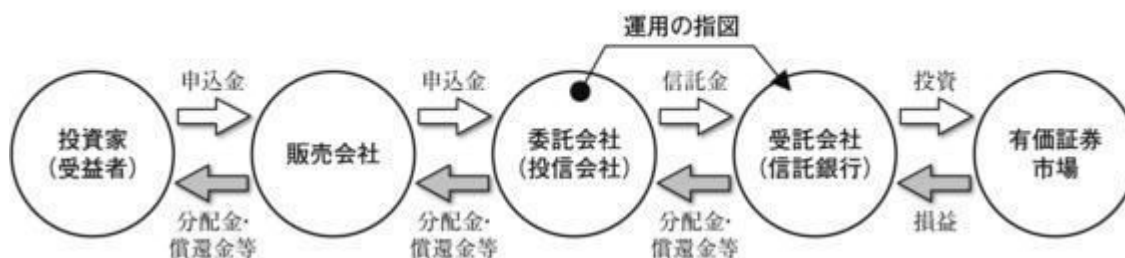 運用の指図
申込金
申込金
信託金
投資
投資家
(受益者)
販売会社
委託会社
(投信会社)
受託会社
(信託銀行)
有価証券
市場
分配金・
償還金等
分配金・
償還金等
分配金・
償還金等
損益